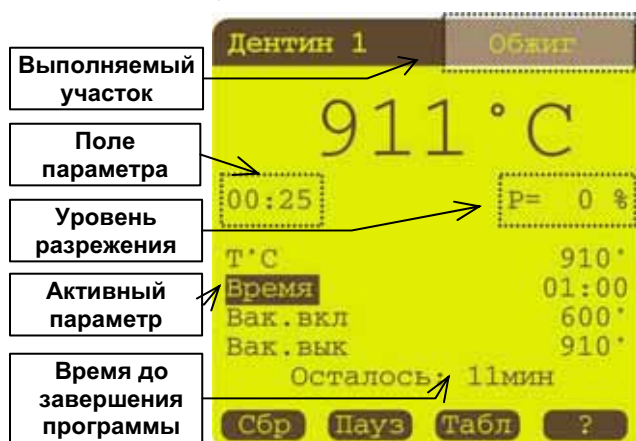 Дентин 1 Обжиг
Выполняемый
участок
911°C
Поле
параметра
00:25 P= 0 %
Уровень
разрежения
T°C 910°
Активный
параметр
Время 01:00
Вак.вкл 600°
Вак.вык 910°
Время до
завершения
программы
Осталось: 11мин
Сбр Пауз Табл ?